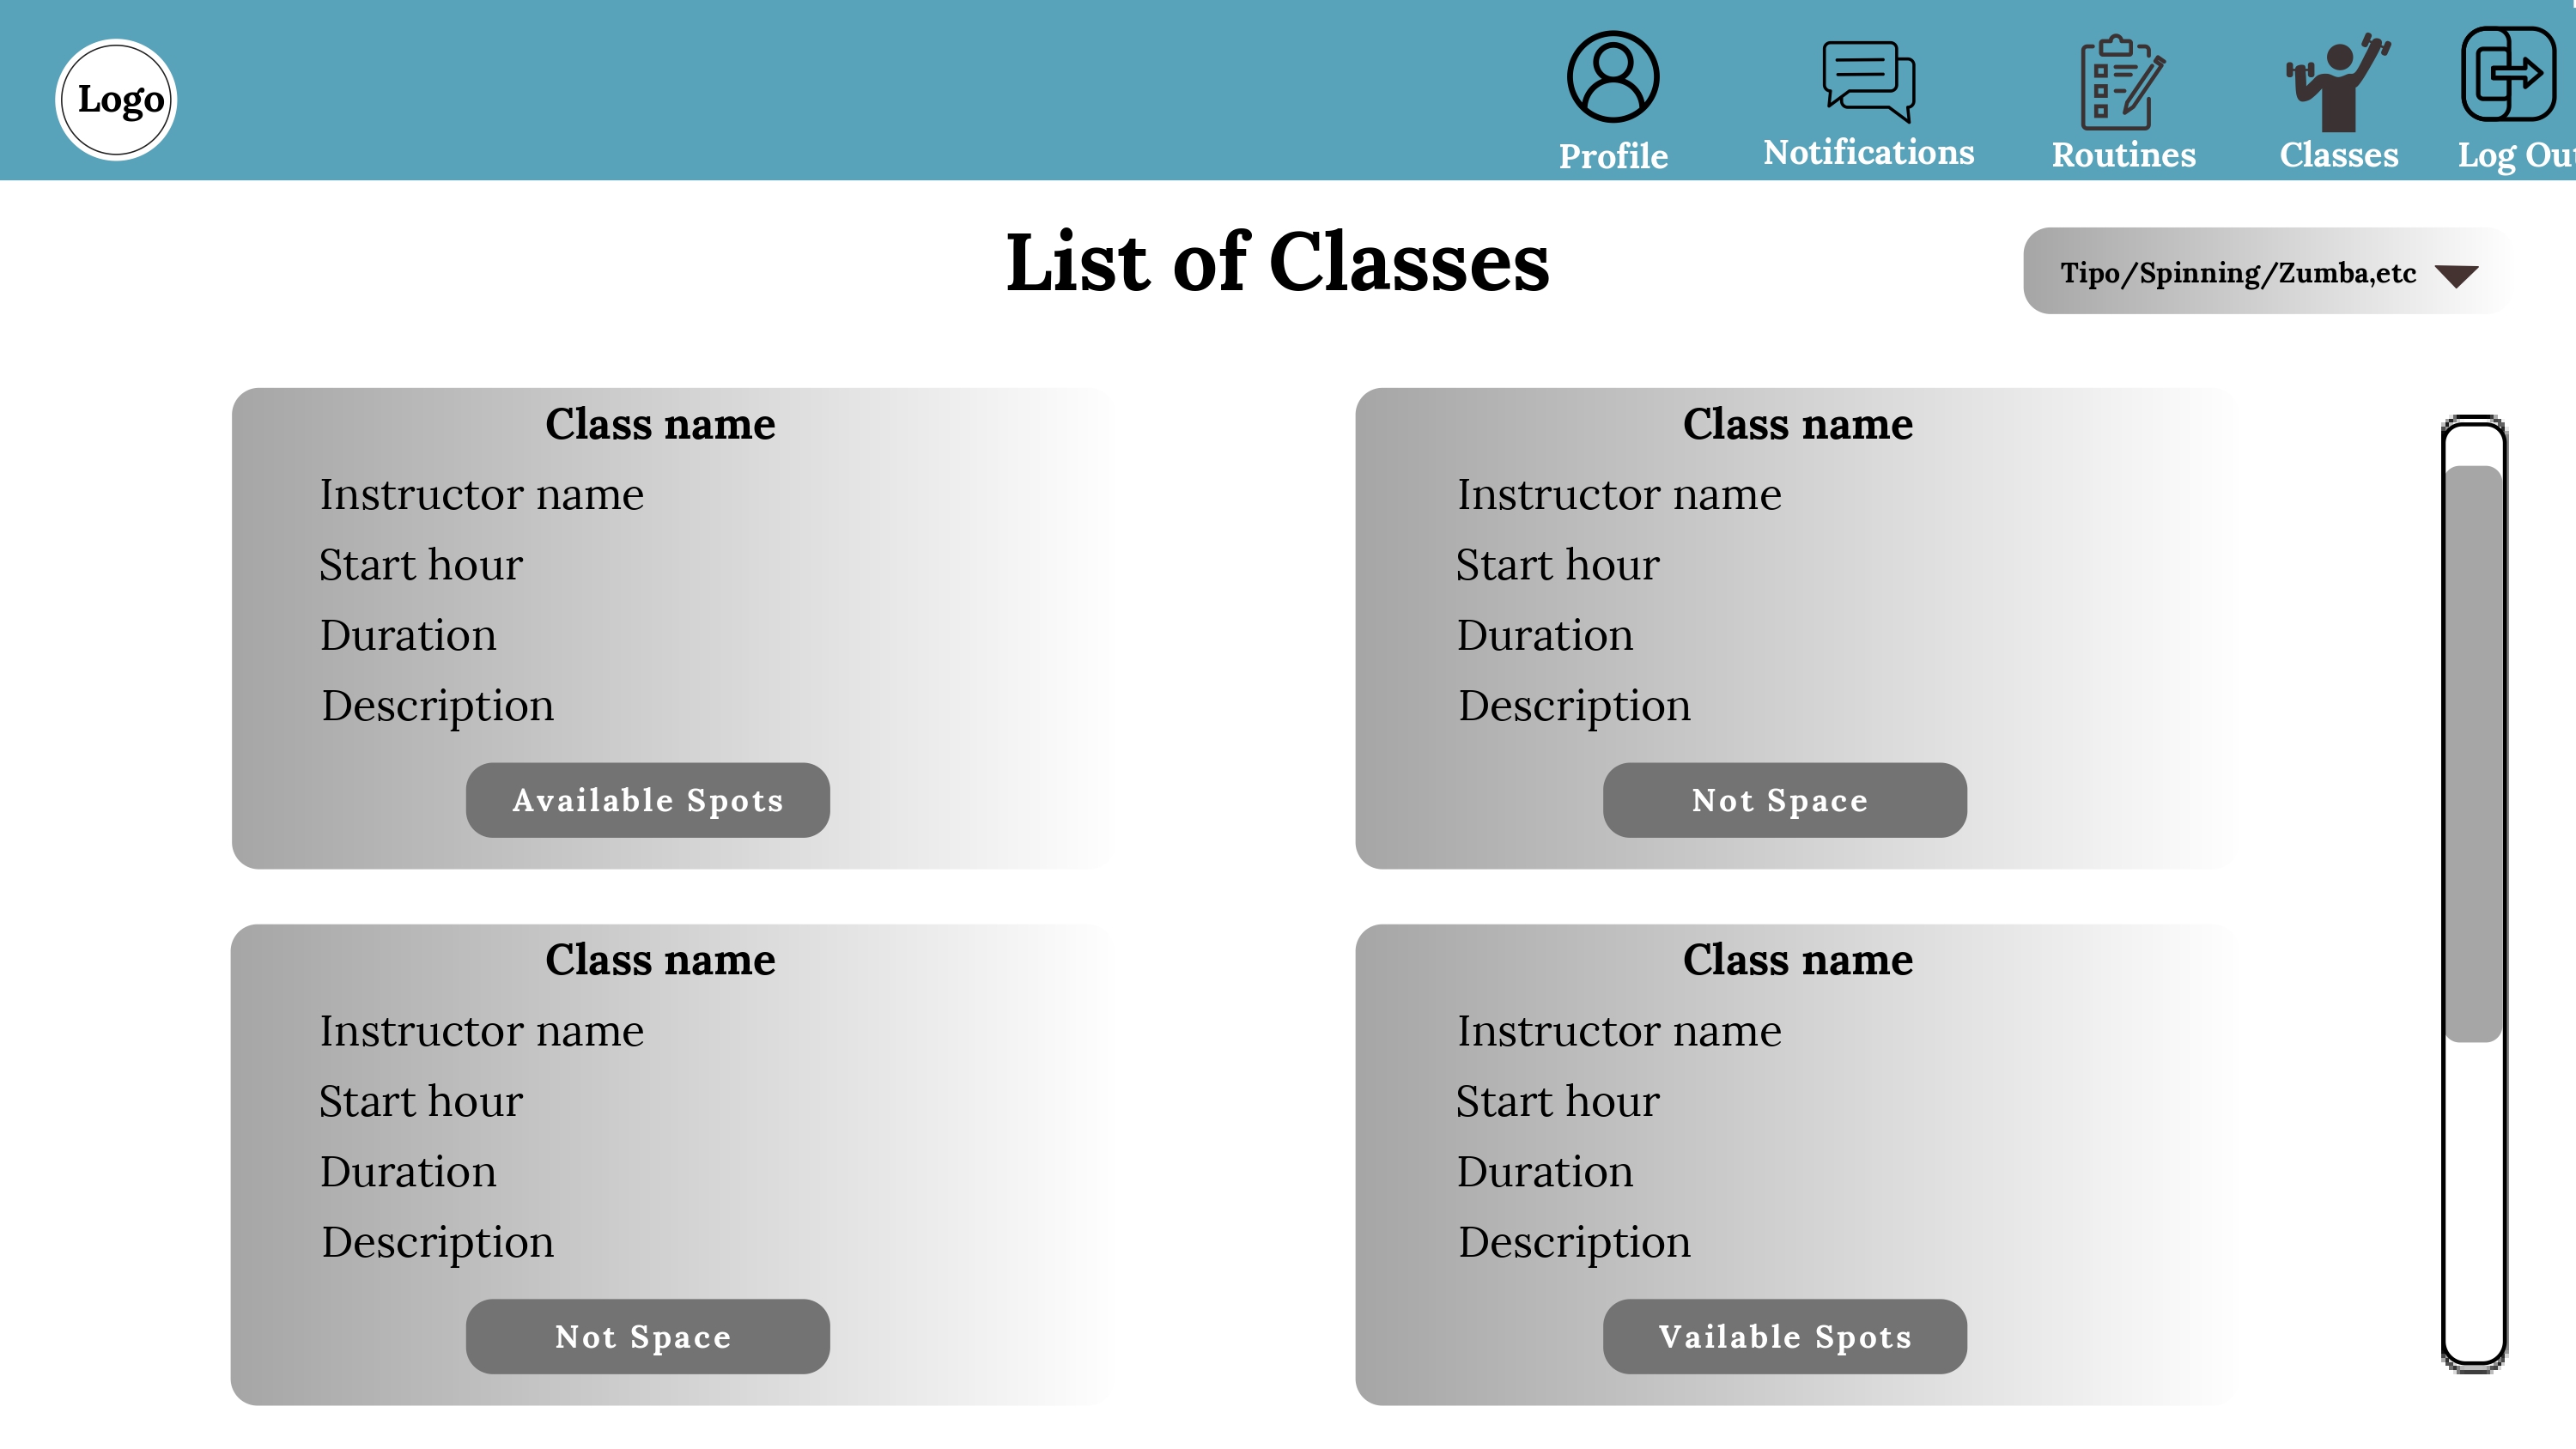 Logo
Profile
Notifications
Routines
Classes
Log Out
List of Classes
Tipo/Spinning/Zumba,etc
Class name
Instructor name
Start hour
Duration
Description
Available Spots
Class name
Instructor name
Start hour
Duration
Description
Not Space
Class name
Instructor name
Start hour
Duration
Description
Not Space
Class name
Instructor name
Start hour
Duration
Description
Vailable Spots